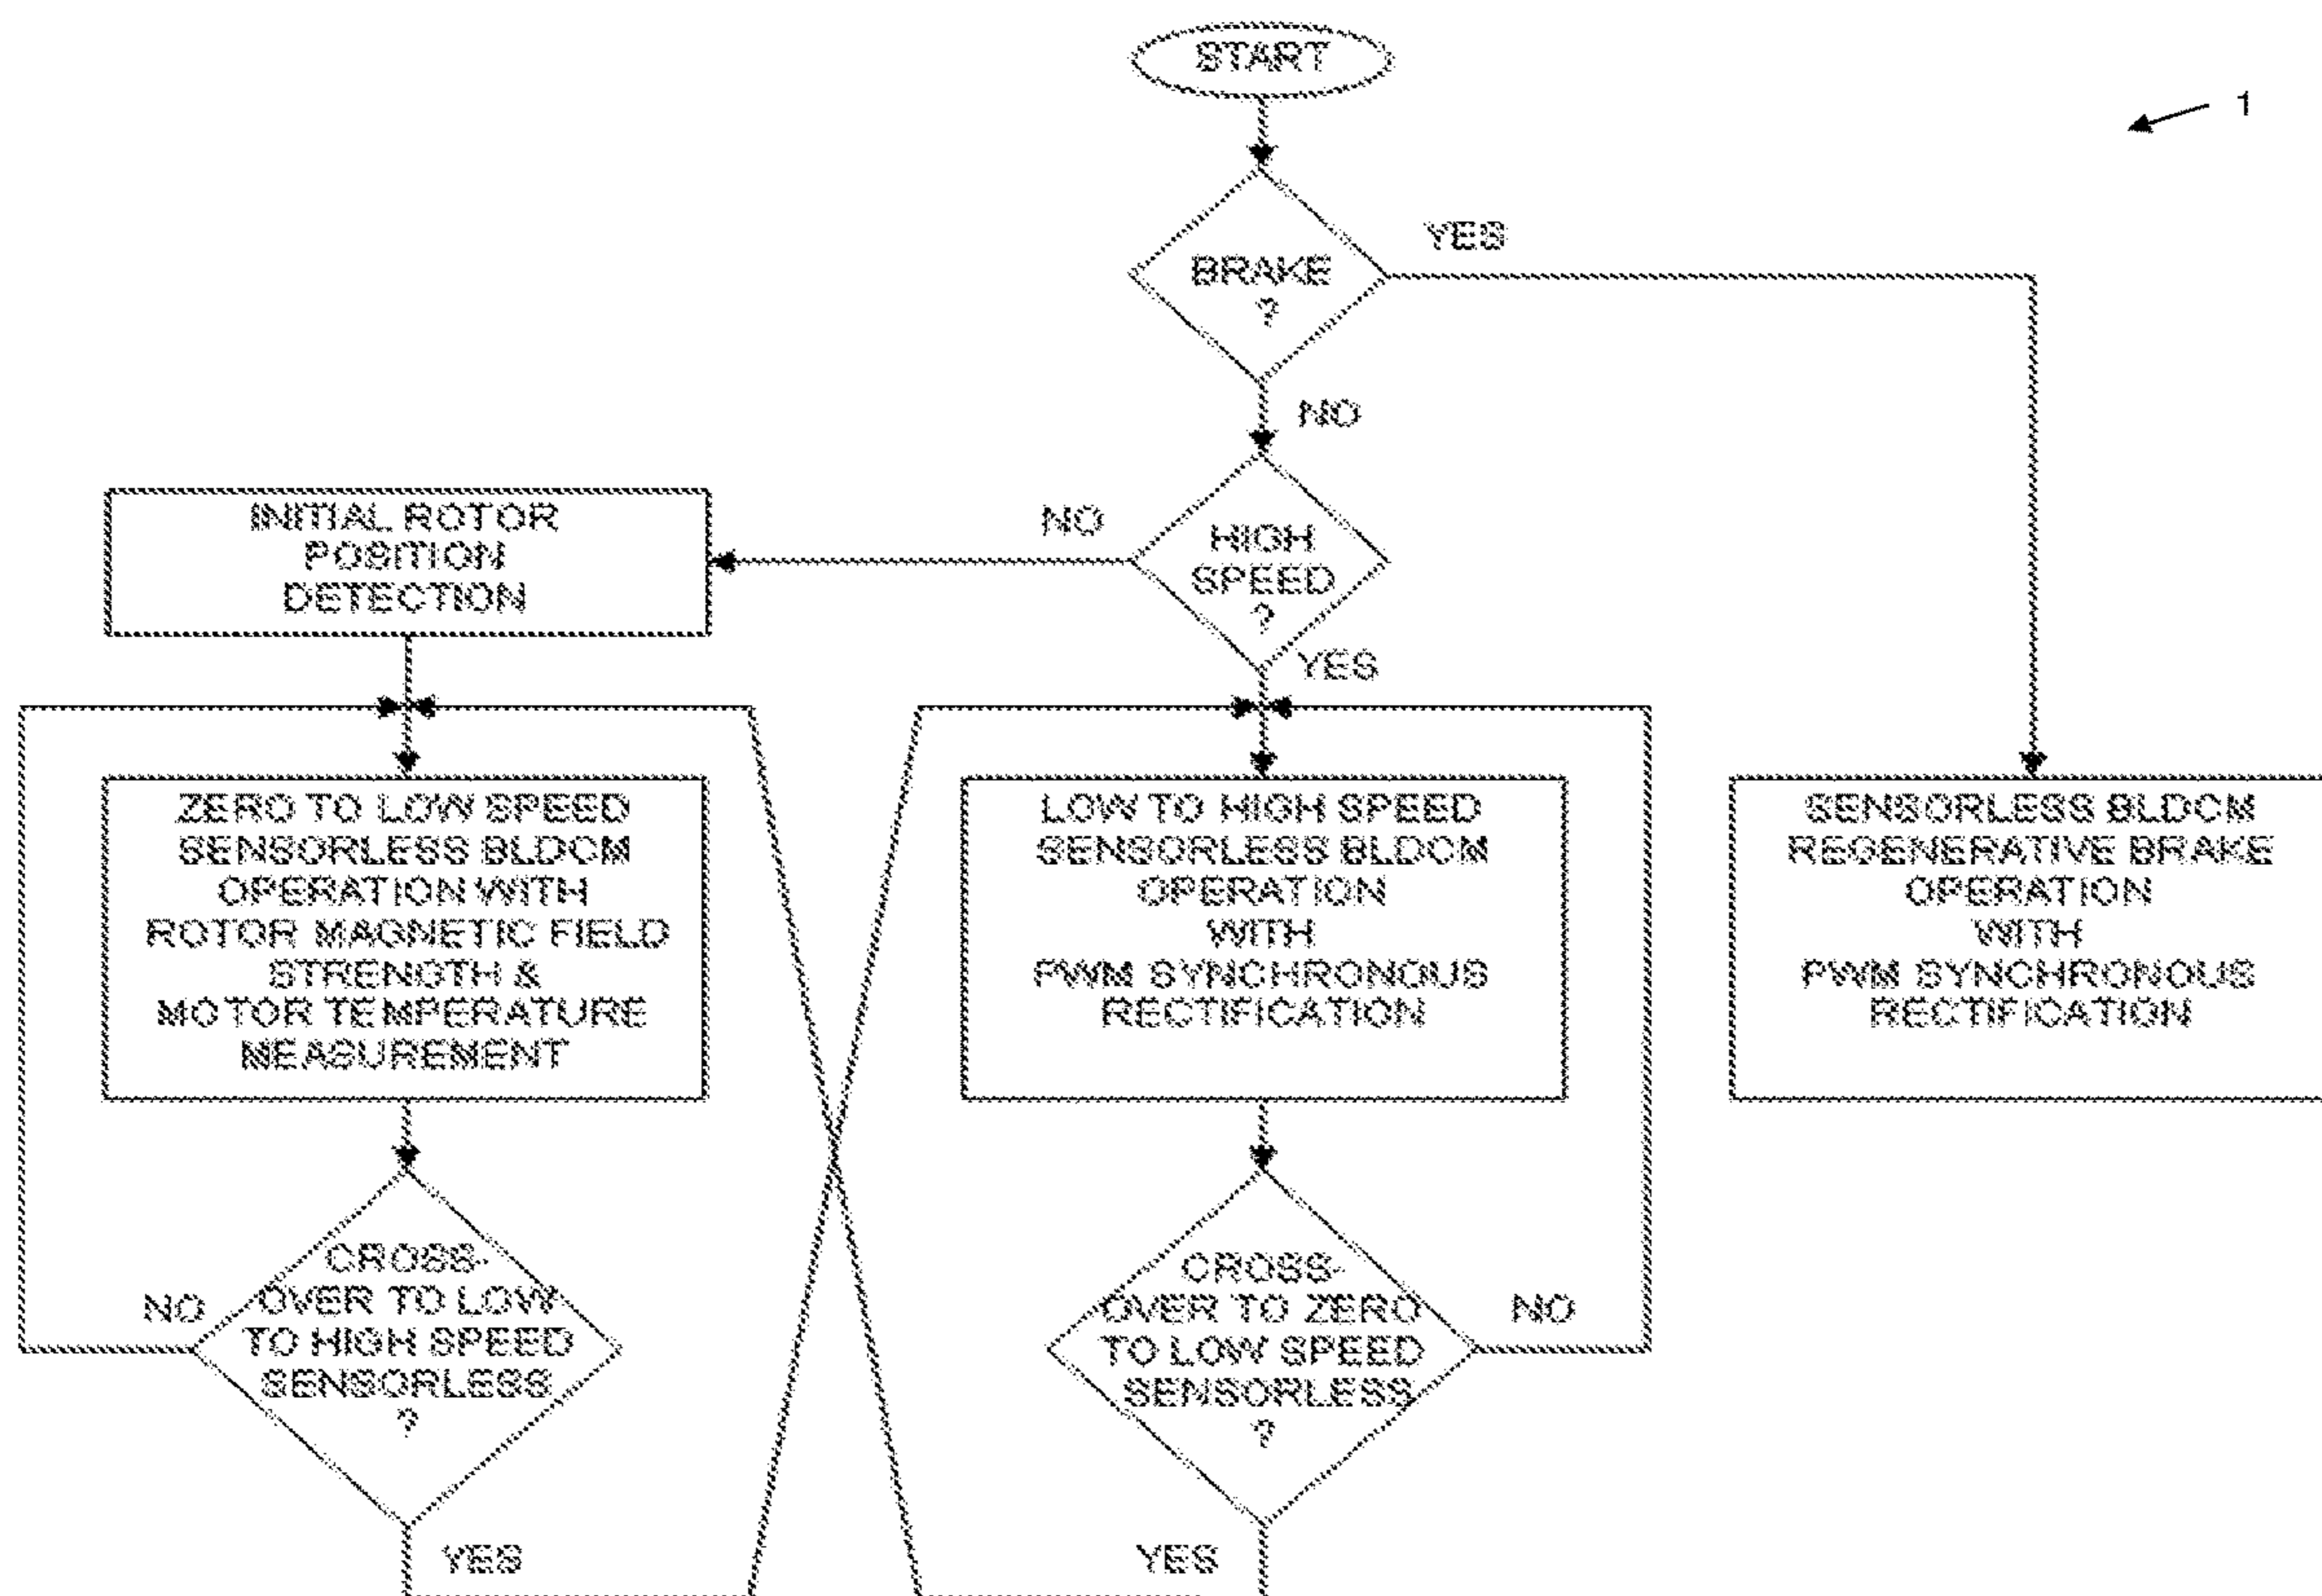 START
1
BRAKE
?
YES
NO
HIGH
SPEED
?
NO
YES
INITIAL ROTOR
POSITION
DETECTION
ZERO TO LOW SPEED
SENSORLESS BLDCM
OPERATION WITH
ROTOR MAGNETIC FIELD
STRENGTH &
MOTOR TEMPERATURE
MEASUREMENT
LOW TO HIGH SPEED
SENSORLESS BLDCM
OPERATION
WITH
PWM SYNCHRONOUS
RECTIFICATION
SENSORLESS BLDCM
REGENERATIVE BRAKE
OPERATION
WITH
PWM SYNCHRONOUS
RECTIFICATION
CROSS-
OVER TO LOW
TO HIGH SPEED
SENSORLESS
?
NO
YES
CROSS-
OVER TO ZERO
TO LOW SPEED
SENSORLESS
?
NO
YES